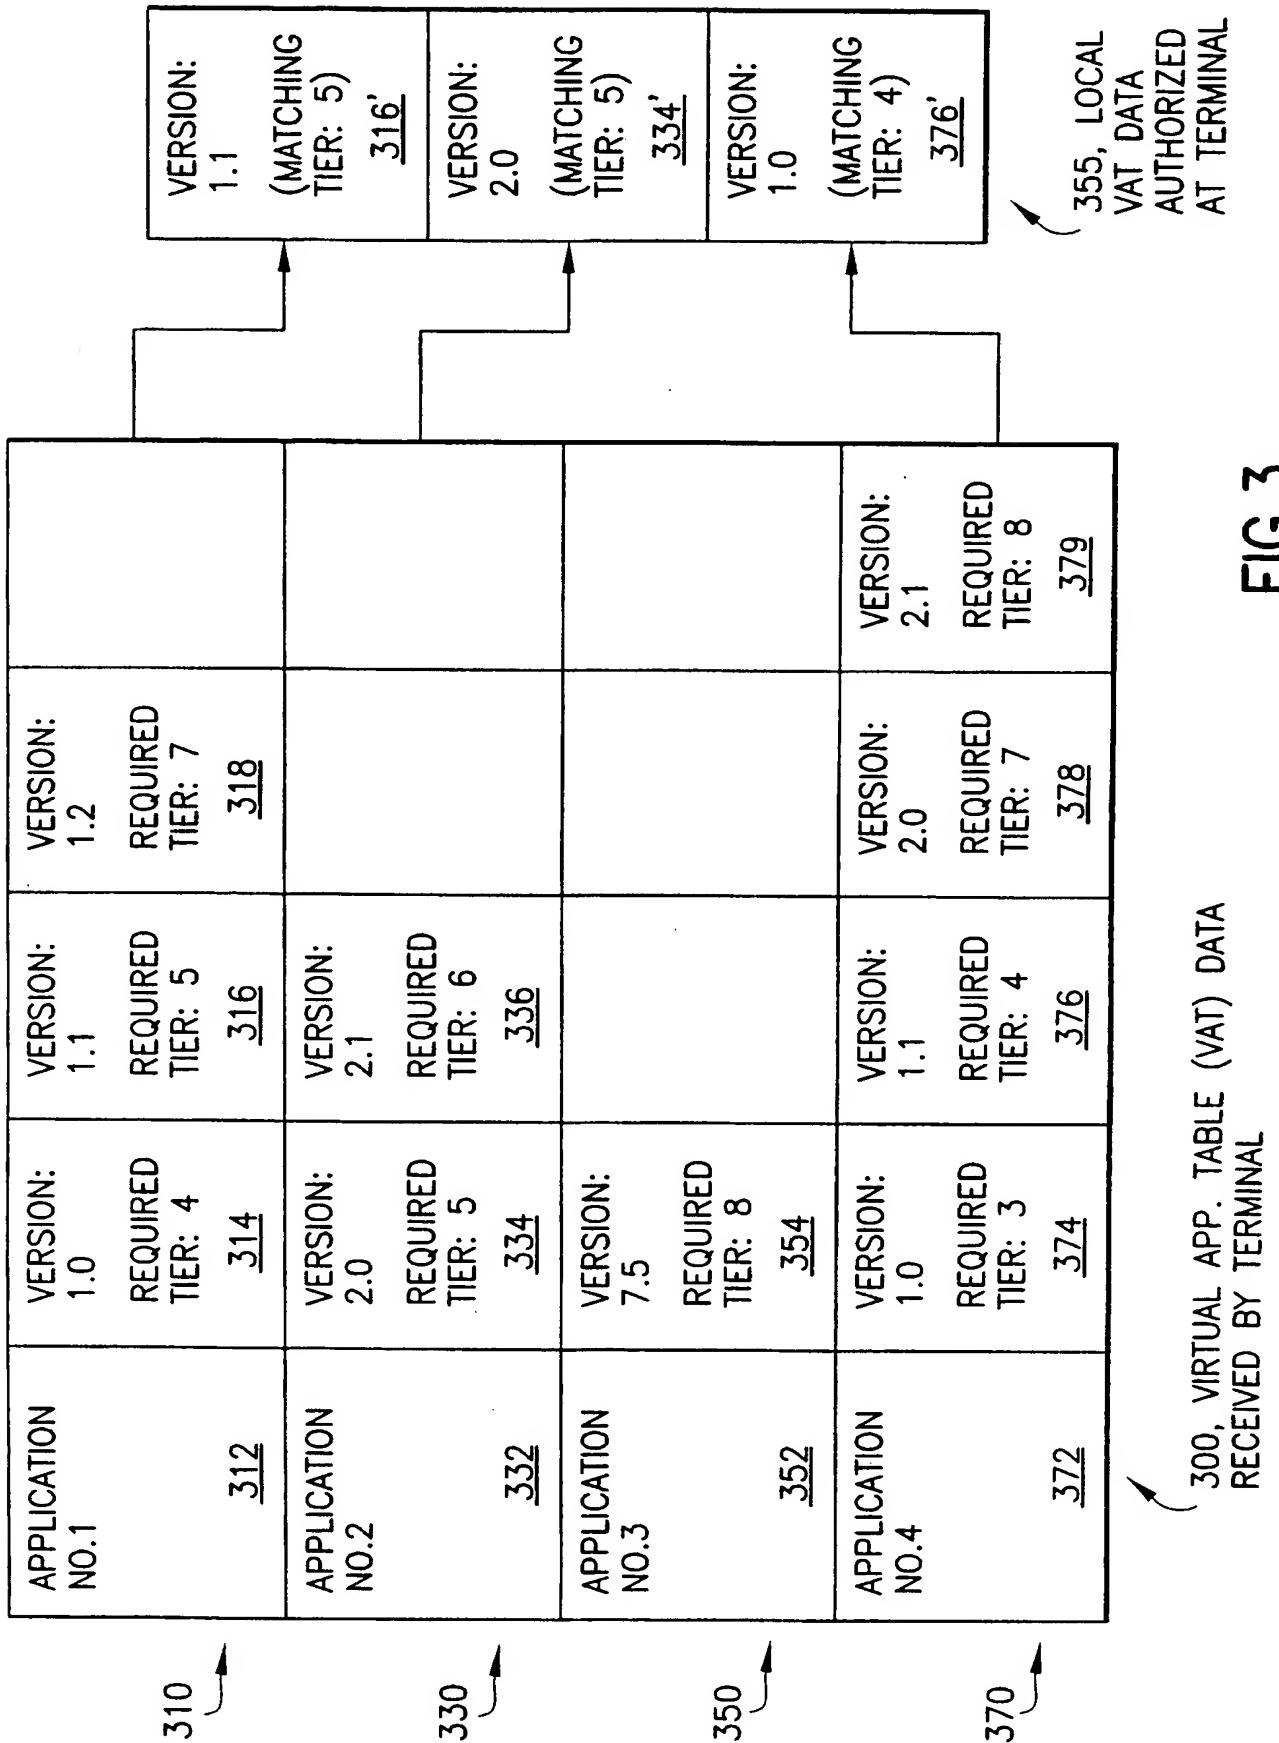 310
APPLICATION
NO.1
312
VERSION:
1.0
REQUIRED
TIER: 4
314
VERSION:
1.1
REQUIRED
TIER: 5
316
VERSION:
1.2
REQUIRED
TIER: 7
318
330
APPLICATION
NO.2
332
VERSION:
2.0
REQUIRED
TIER: 5
334
VERSION:
2.1
REQUIRED
TIER: 6
336
350
APPLICATION
NO.3
352
VERSION:
7.5
REQUIRED
TIER: 8
354
370
APPLICATION
NO.4
372
VERSION:
1.0
REQUIRED
TIER: 3
374
VERSION:
1.1
REQUIRED
TIER: 4
376
VERSION:
2.0
REQUIRED
TIER: 7
378
VERSION:
2.1
REQUIRED
TIER: 8
379
VERSION:
1.1
(MATCHING
TIER: 5)
316'
VERSION:
2.0
(MATCHING
TIER: 5)
334'
VERSION:
1.0
(MATCHING
TIER: 4)
376'
300, VIRTUAL APP. TABLE (VAT) DATA
RECEIVED BY TERMINAL
355, LOCAL
VAT DATA
AUTHORIZED
AT TERMINAL
FIG. 3